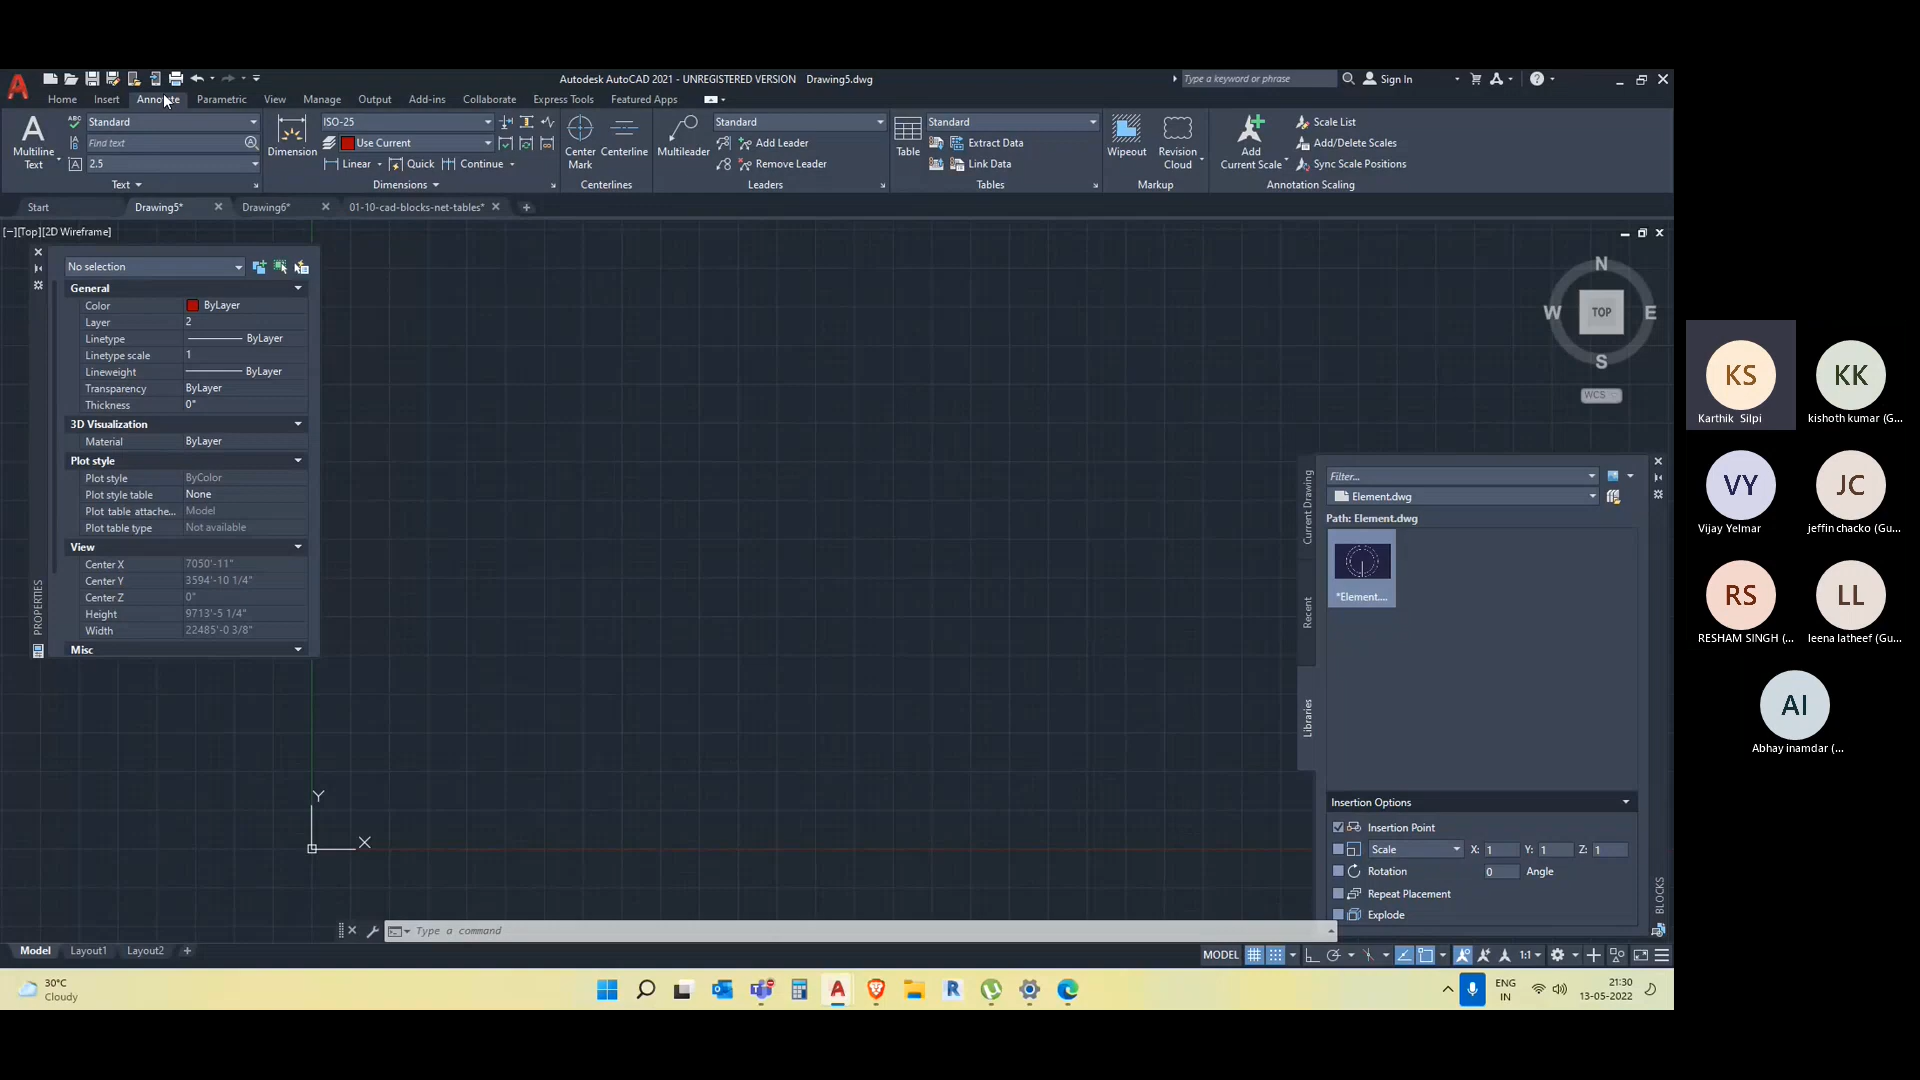 Autodesk AutoCAD 2021 - UNREGISTERED VERSION Drawing5.dwg
Type a keyword or phrase
Sign In
Home Insert Annotate Parametric View Manage Output Add-ins Collaborate Express Tools Featured Apps
Multiline Text
Standard
Find text
2.5
Text
Dimension
ISO-25
Use Current
Linear Quick Continue
Dimensions
Center Mark
Centerline
Centerlines
Multileader
Standard
Add Leader
Remove Leader
Leaders
Table
Standard
Extract Data
Link Data
Tables
Wipeout
Revision Cloud
Markup
Add Current Scale
Scale List
Add/Delete Scales
Sync Scale Positions
Annotation Scaling
Start Drawing5* Drawing6* 01-10-cad-blocks-net-tables*
[−][Top][2D Wireframe]
No selection
General
Color ByLayer
Layer 2
Linetype ByLayer
Linetype scale 1
Lineweight ByLayer
Transparency ByLayer
Thickness 0"
3D Visualization
Material ByLayer
Plot style
Plot style ByColor
Plot style table None
Plot table attache... Model
Plot table type Not available
View
Center X 7050'-11"
Center Y 3594'-10 1/4"
Center Z 0"
Height 9713'-5 1/4"
Width 22485'-0 3/8"
Misc
PROPERTIES
N
W TOP E
S
WCS
Current Drawing
Recent
Libraries
Filter...
Element.dwg
Path: Element.dwg
*Element....
Insertion Options
Insertion Point
Scale X: 1 Y: 1 Z: 1
Rotation 0 Angle
Repeat Placement
Explode
BLOCKS
Y
X
Type a command
Model Layout1 Layout2
MODEL
1:1
30°C
Cloudy
ENG
IN
21:30
13-05-2022
KS
Karthik Silpi
KK
kishoth kumar (G...
VY
Vijay Yelmar
JC
jeffin chacko (Gu...
RS
RESHAM SINGH (...
LL
leena latheef (Gu...
AI
Abhay inamdar (...